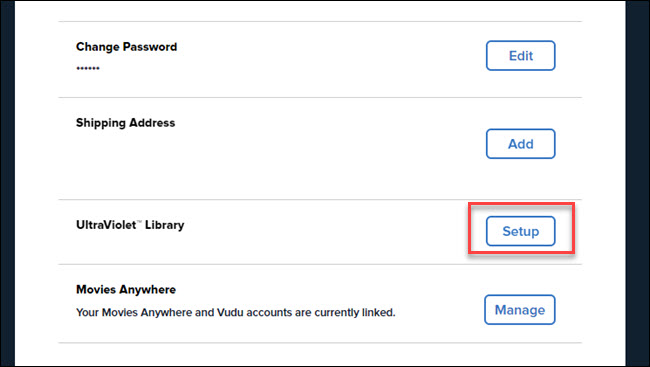 Change Password
••••••
Edit
Shipping Address
Add
UltraViolet™ Library
Setup
Movies Anywhere
Your Movies Anywhere and Vudu accounts are currently linked.
Manage